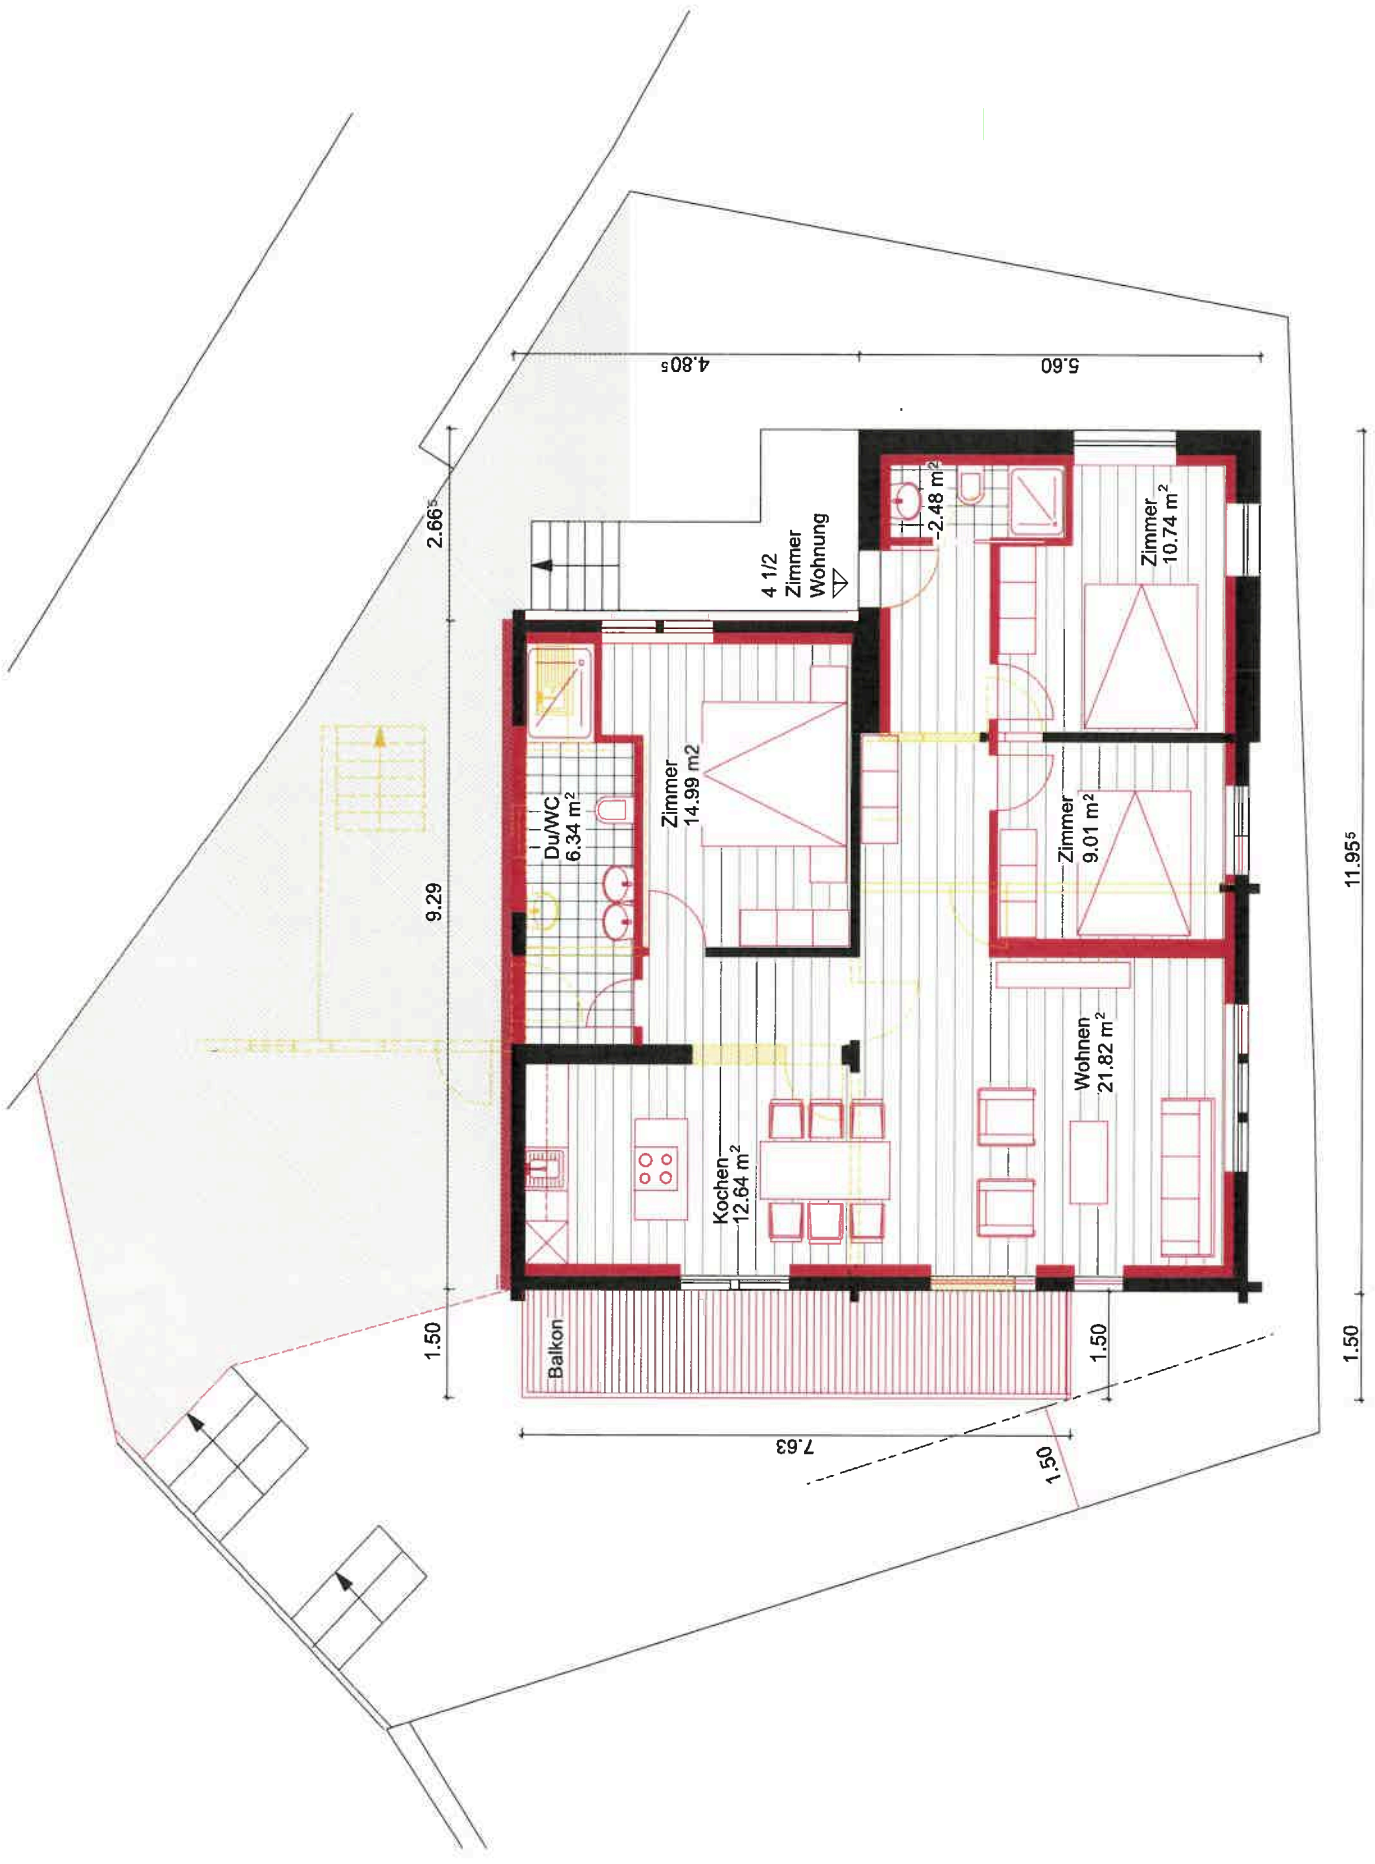 2.66⁵
9.29
1.50
4.80⁵
5.60
4 1/2
Zimmer
Wohnung
2.48 m²
Zimmer
10.74 m²
Du/WC
6.34 m²
Zimmer
14.99 m2
Zimmer
9.01 m²
Kochen
12.64 m²
Wohnen
21.82 m²
Balkon
1.50
7.63
1.50
11.95⁵
1.50